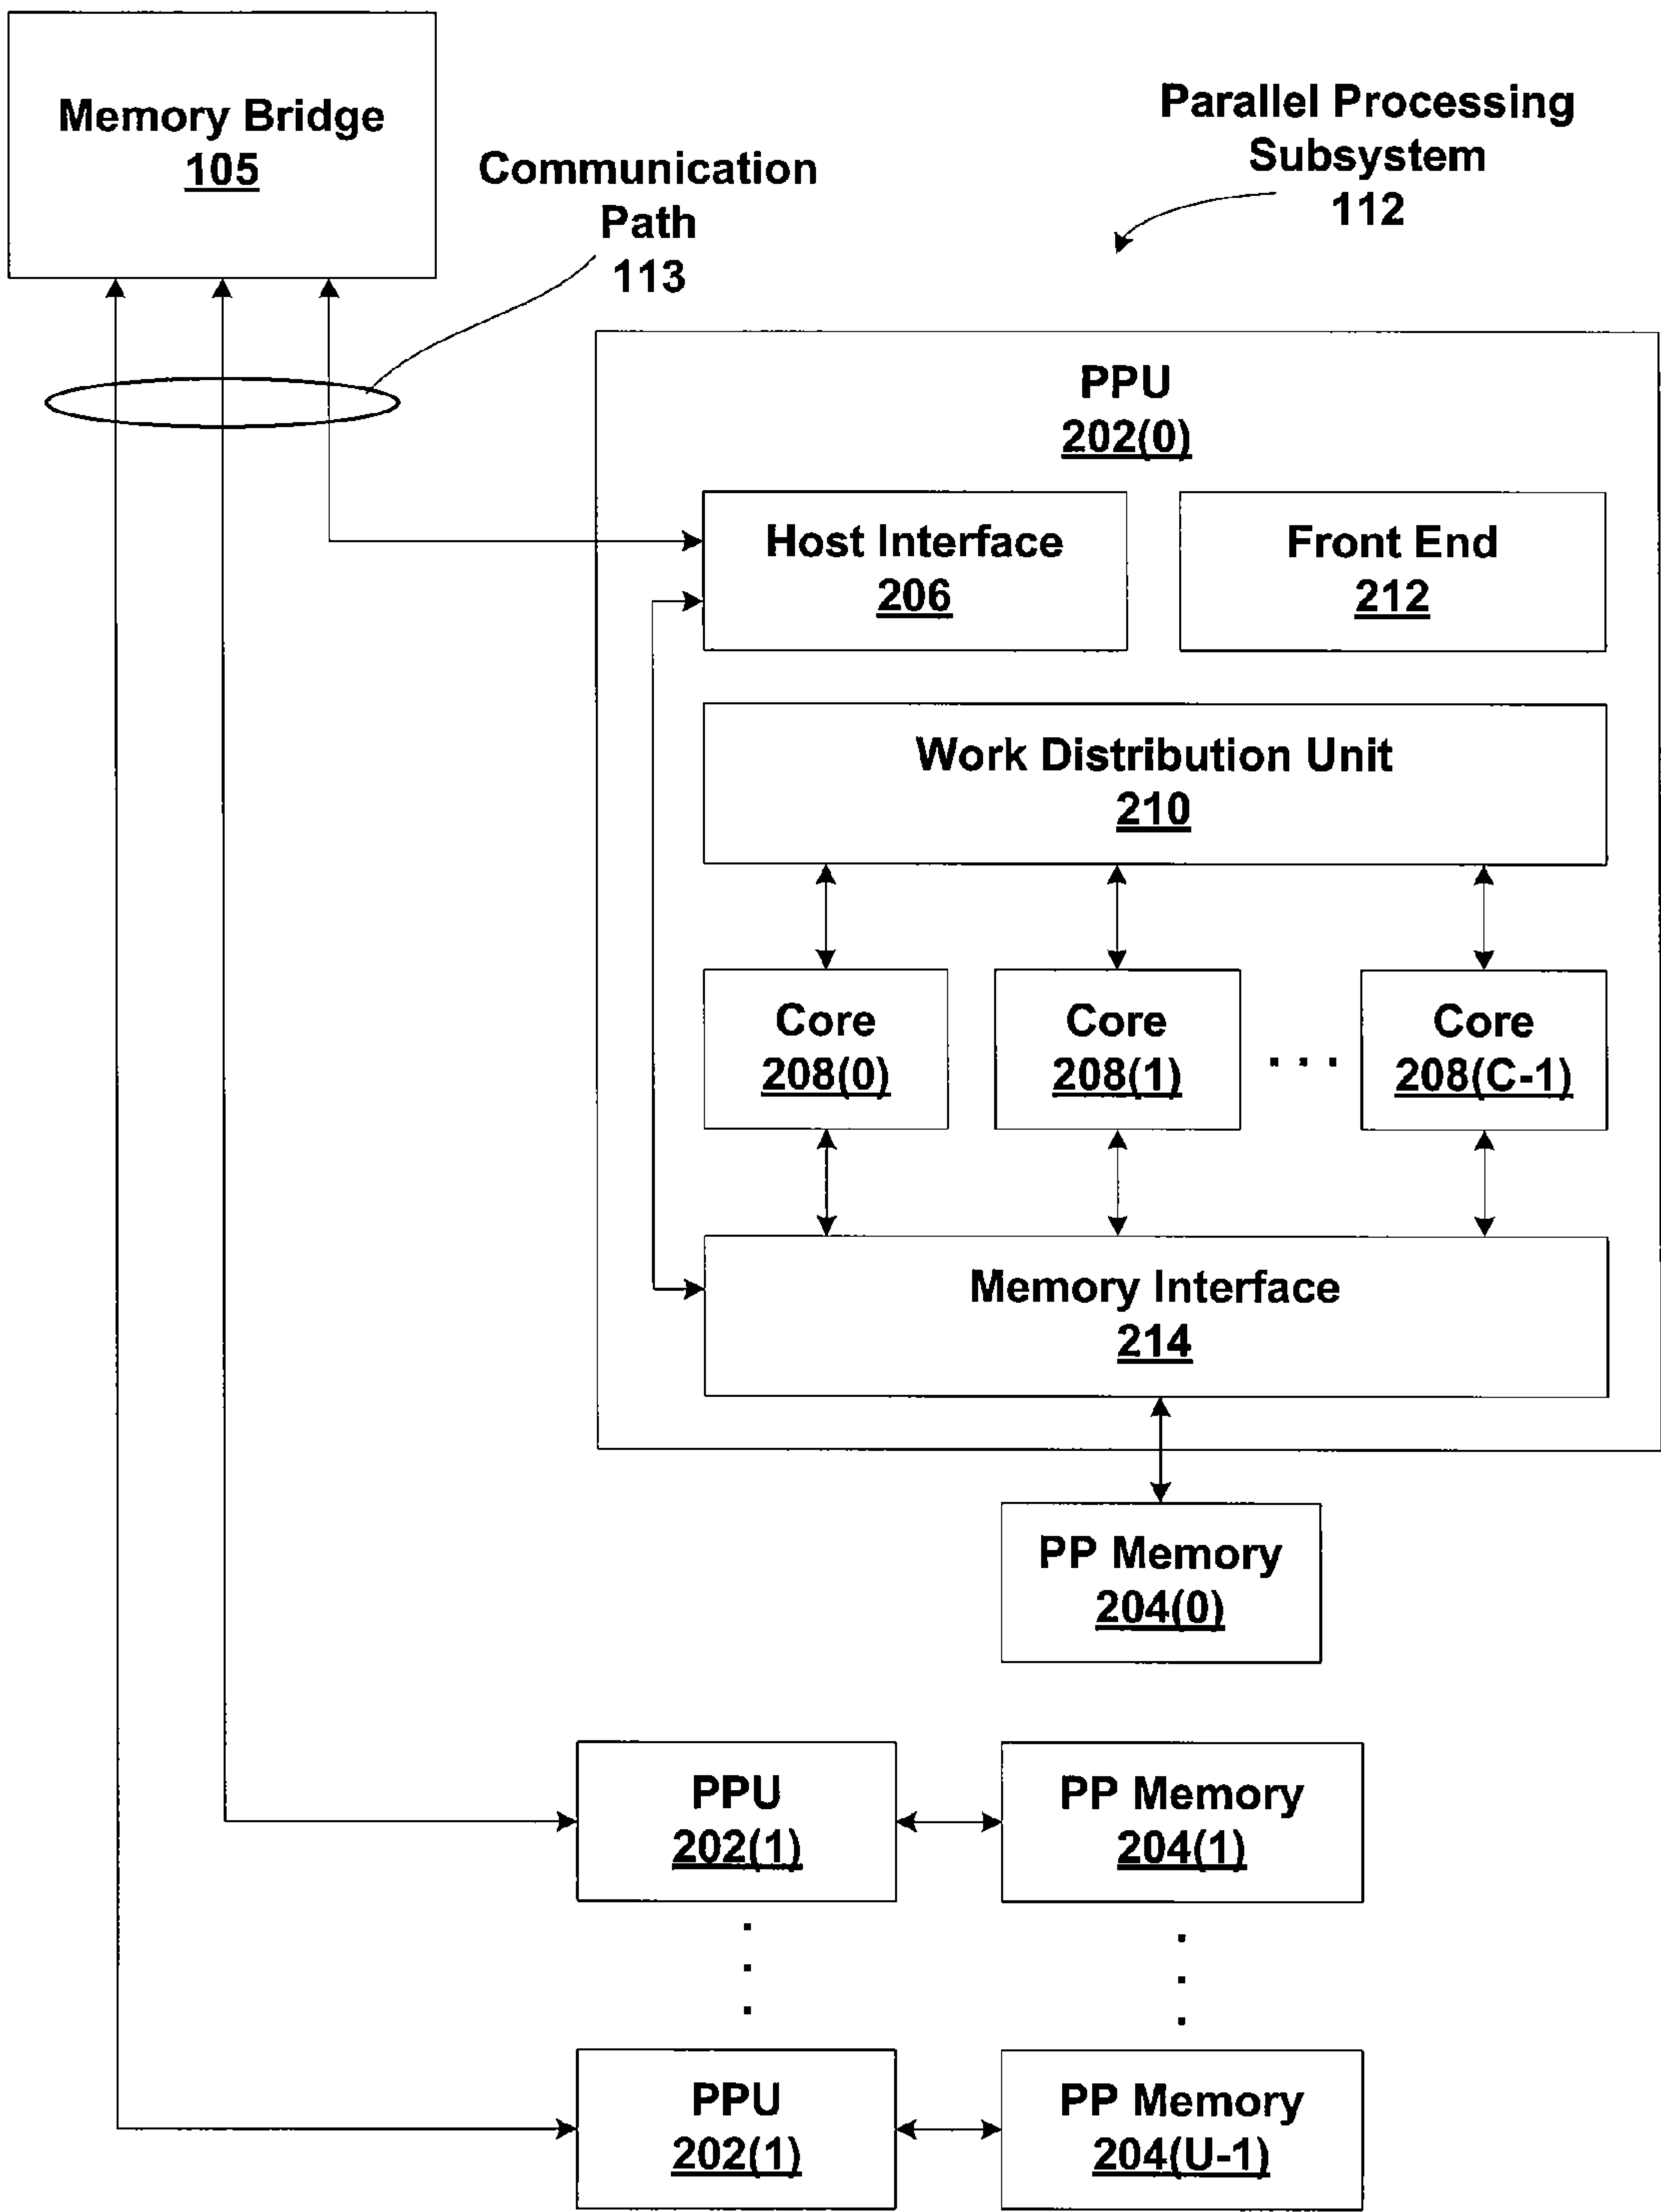 Memory Bridge
105
Communication
Path
113
Parallel Processing
Subsystem
112
PPU
202(0)
Host Interface
206
Front End
212
Work Distribution Unit
210
Core
208(0)
Core
208(1)
. . .
Core
208(C-1)
Memory Interface
214
PP Memory
204(0)
PPU
202(1)
PP Memory
204(1)
PPU
202(1)
PP Memory
204(U-1)